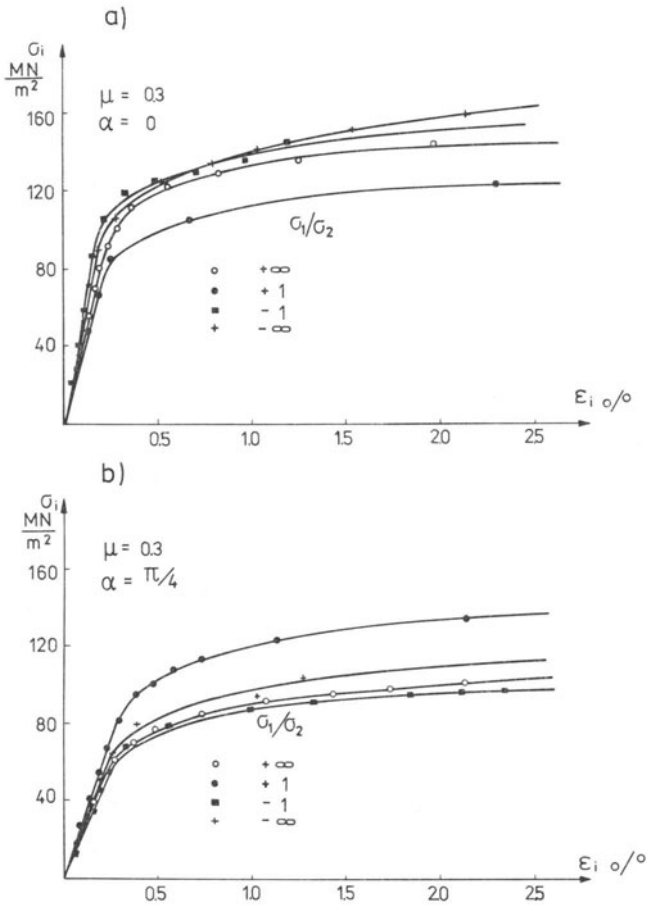 a)
σi
MN
m²
μ = 0.3
α = 0
160
120
80
40
σ1/σ2
+ ∞
+ 1
- 1
- ∞
εi o/o
0.5 1.0 1.5 2.0 2.5
b)
σi
MN
m²
μ = 0.3
α = π/4
160
120
80
40
σ1/σ2
+ ∞
+ 1
- 1
- ∞
εi o/o
0.5 1.0 1.5 2.0 2.5